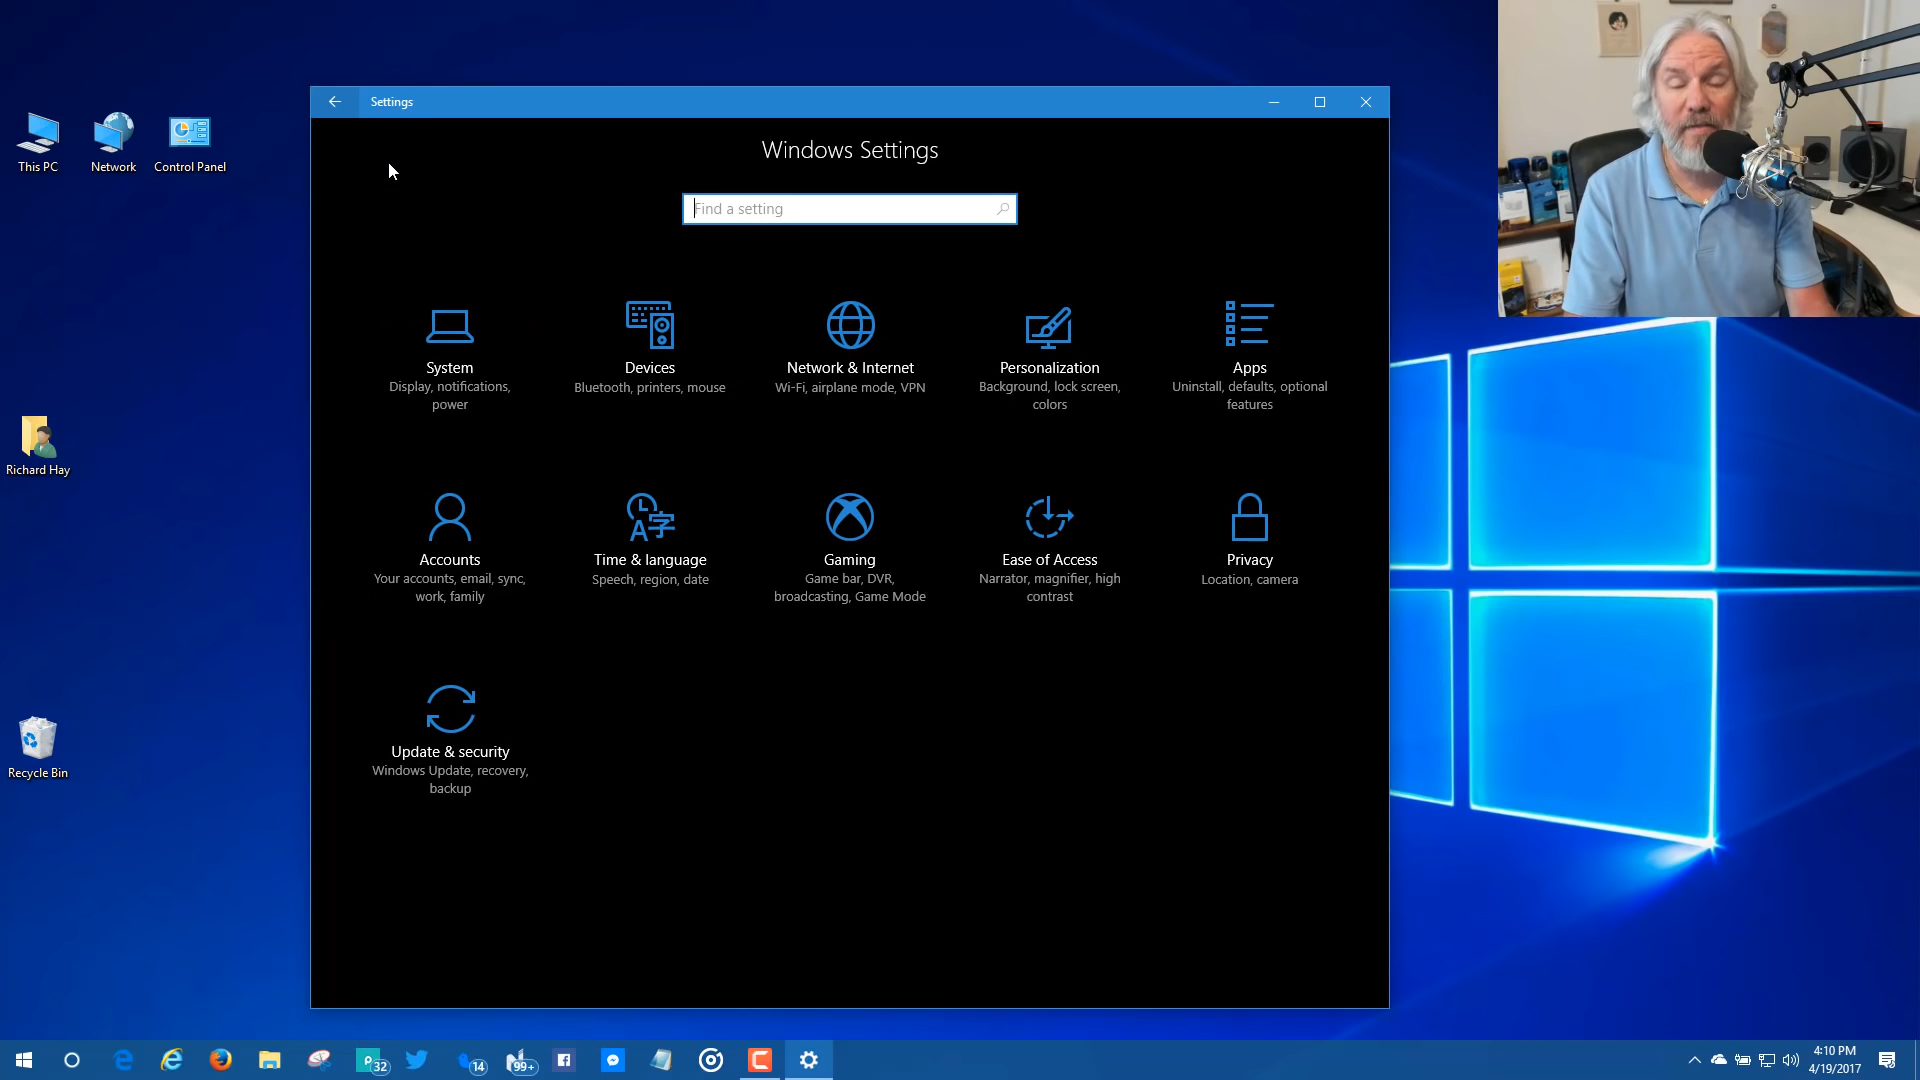 Settings
Windows Settings
Find a setting
This PC
Network
Control Panel
System
Display, notifications,
power
Devices
Bluetooth, printers, mouse
Network & Internet
Wi-Fi, airplane mode, VPN
Personalization
Background, lock screen,
colors
Apps
Uninstall, defaults, optional
features
Richard Hay
Accounts
Your accounts, email, sync,
work, family
Time & language
Speech, region, date
Gaming
Game bar, DVR,
broadcasting, Game Mode
Ease of Access
Narrator, magnifier, high
contrast
Privacy
Location, camera
Recycle Bin
Update & security
Windows Update, recovery,
backup
32
14
99+
4:10 PM
4/19/2017